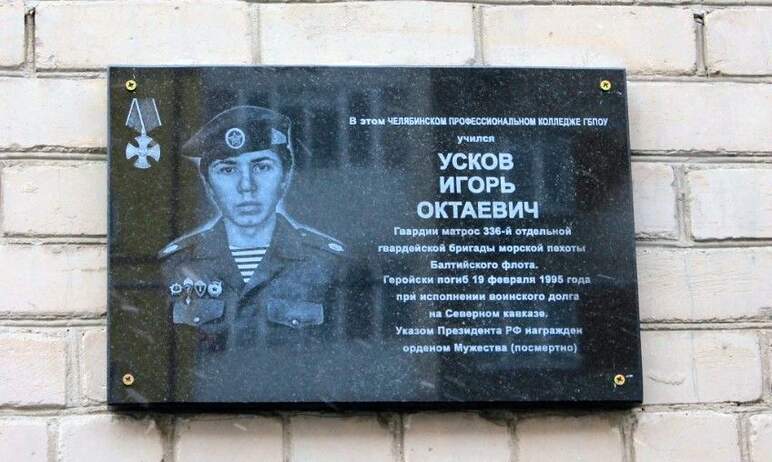 В этом ЧЕЛЯБИНСКОМ ПРОФЕССИОНАЛЬНОМ КОЛЛЕДЖЕ ГБПОУ
учился
УСКОВ
ИГОРЬ
ОКТАЕВИЧ
Гвардии матрос 336-й отдельной
гвардейской бригады морской пехоты
Балтийского флота.
Геройски погиб 19 февраля 1995 года
при исполнении воинского долга
на Северном кавказе.
Указом Президента РФ награжден
орденом Мужества (посмертно)